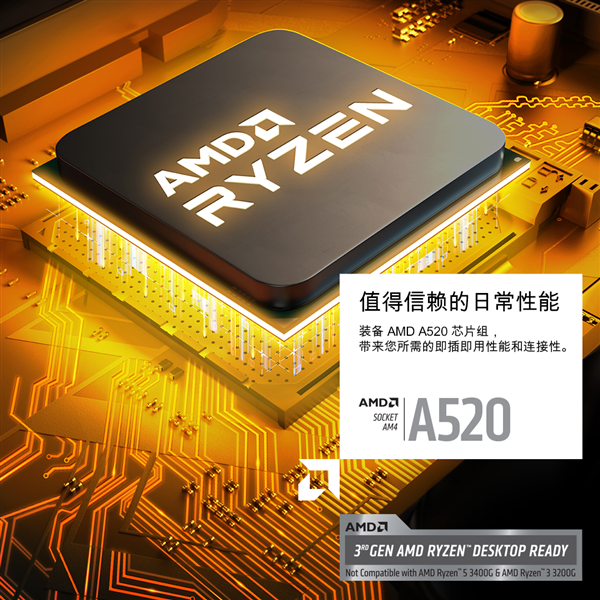 AMD
RYZEN
值得信赖的日常性能
装备 AMD A520 芯片组，
带来您所需的即插即用性能和连接性。
AMD
SOCKET
AM4
A520
AMD
3RD GEN AMD RYZEN™ DESKTOP READY
Not Compatible with AMD Ryzen™ 5 3400G & AMD Ryzen™ 3 3200G